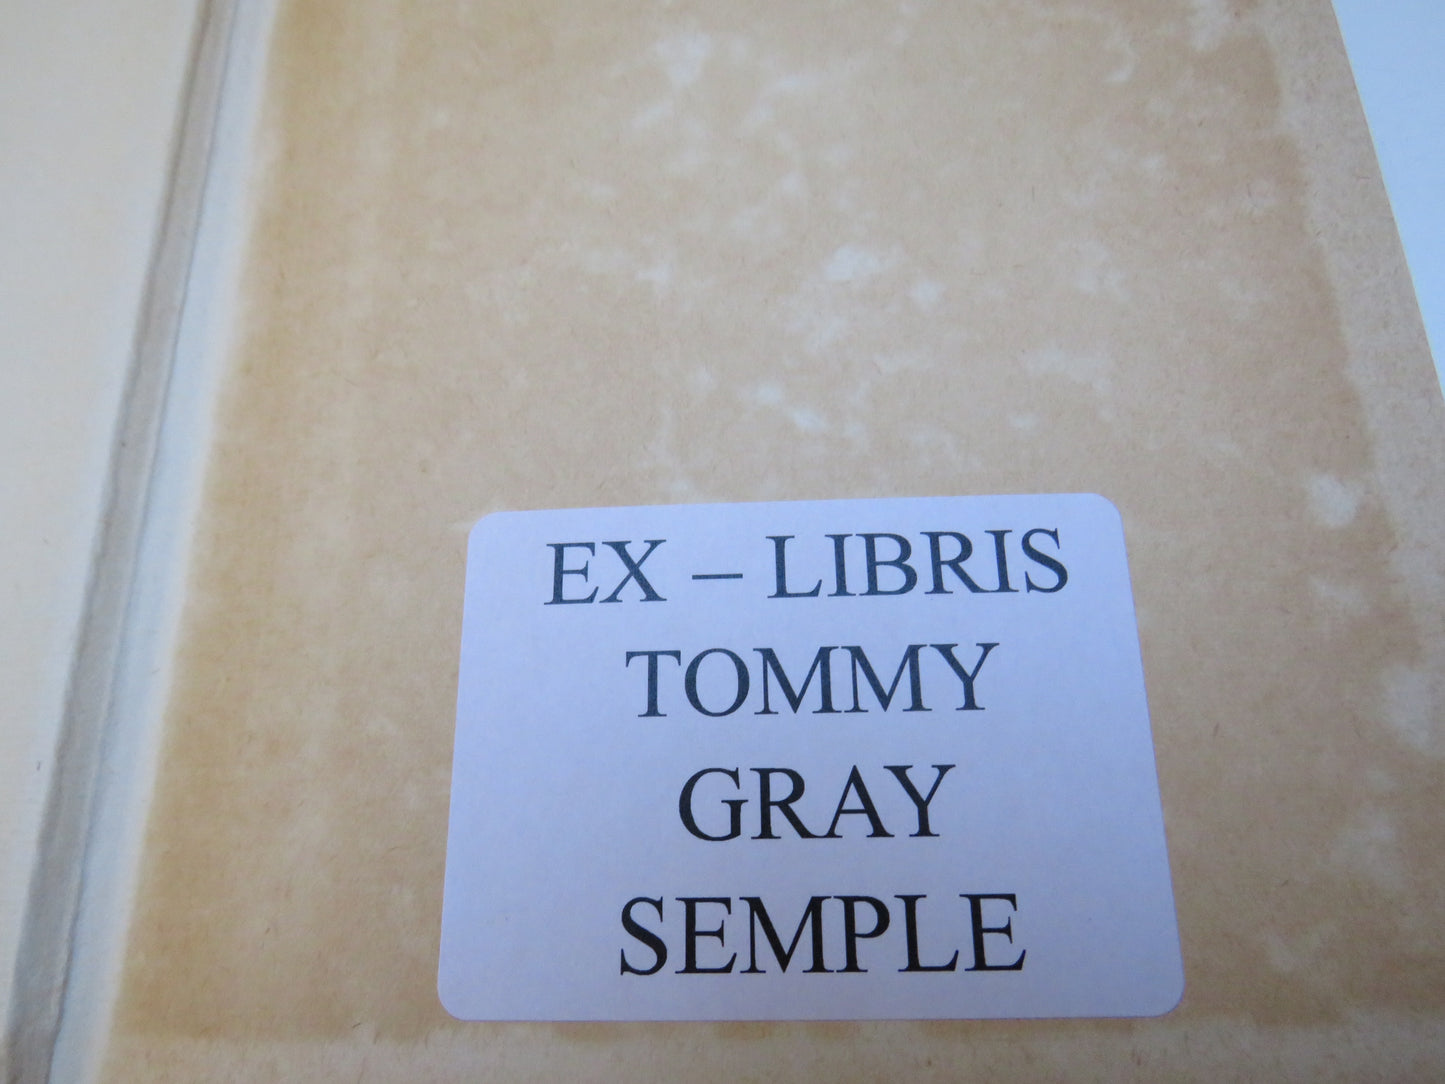 EX – LIBRIS
TOMMY
GRAY
SEMPLE